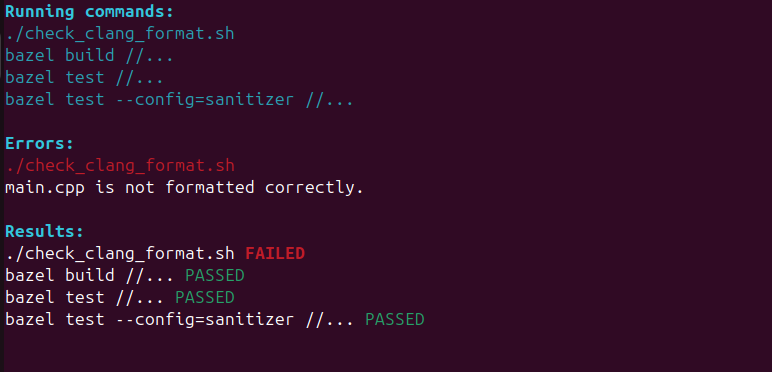 Running commands:
./check_clang_format.sh
bazel build //...
bazel test //...
bazel test --config=sanitizer //...
Errors:
./check_clang_format.sh
main.cpp is not formatted correctly.
Results:
./check_clang_format.sh FAILED
bazel build //... PASSED
bazel test //... PASSED
bazel test --config=sanitizer //... PASSED